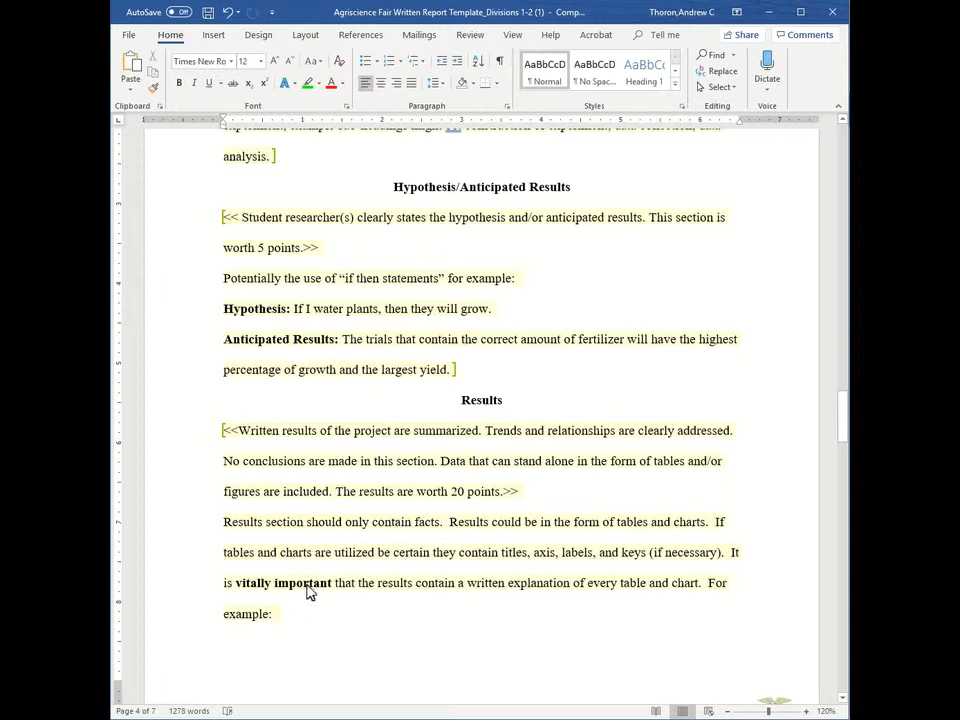 AutoSave Off Agriscience Fair Written Report Template_Divisions 1-2 (1) - Comp... Thoron,Andrew C
File Home Insert Design Layout References Mailings Review View Help Acrobat Tell me Share Comments
Paste Times New Ro 12 Aa AaBbCcD AaBbCcD AaBbCc Find Replace Select Dictate
¶ Normal ¶ No Spac... Heading 1
Clipboard Font Paragraph Styles Editing Voice
analysis.
Hypothesis/Anticipated Results
<< Student researcher(s) clearly states the hypothesis and/or anticipated results. This section is
worth 5 points.>>
Potentially the use of “if then statements” for example:
Hypothesis: If I water plants, then they will grow.
Anticipated Results: The trials that contain the correct amount of fertilizer will have the highest
percentage of growth and the largest yield.
Results
<<Written results of the project are summarized. Trends and relationships are clearly addressed.
No conclusions are made in this section. Data that can stand alone in the form of tables and/or
figures are included. The results are worth 20 points.>>
Results section should only contain facts.  Results could be in the form of tables and charts.  If
tables and charts are utilized be certain they contain titles, axis, labels, and keys (if necessary).  It
is vitally important that the results contain a written explanation of every table and chart.  For
example:
Page 4 of 7 1278 words 120%